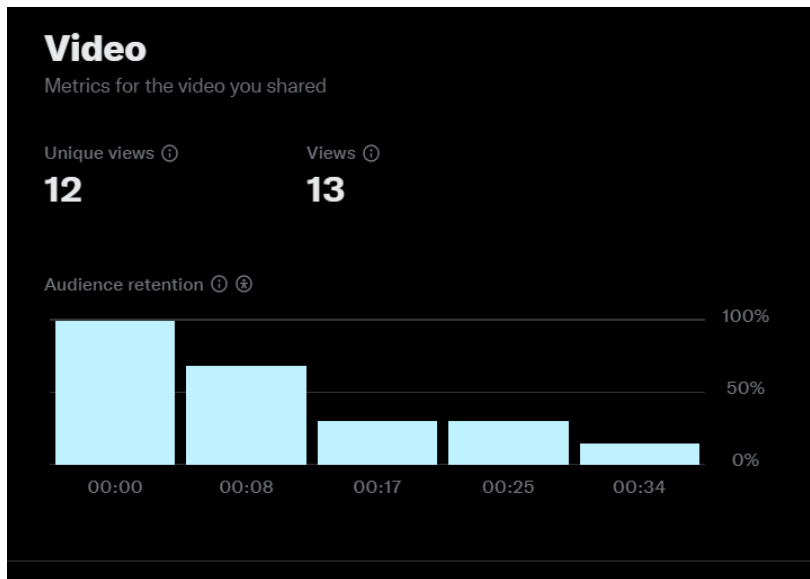 Video
Metrics for the video you shared
Unique views Views
12 13
Audience retention
100%
50%
0%
00:00 00:08 00:17 00:25 00:34